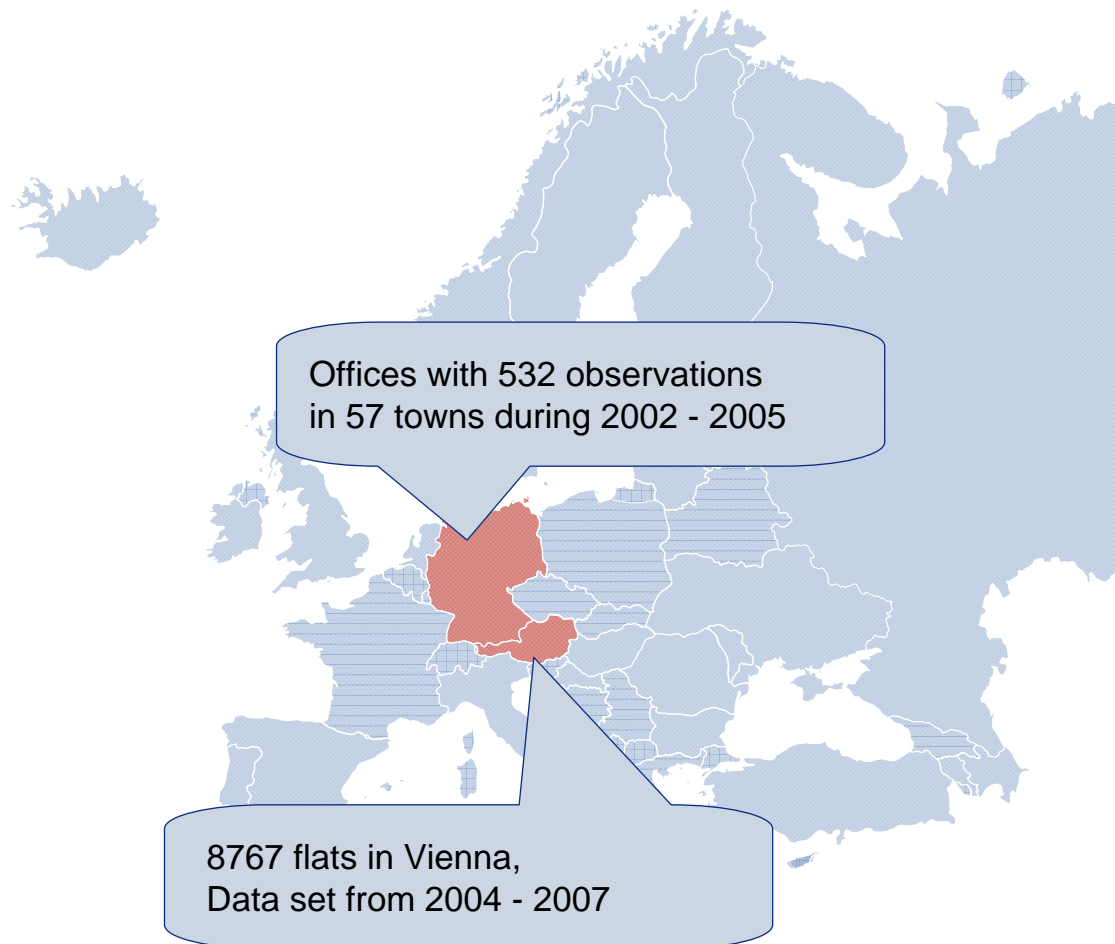 Offices with 532 observations
in 57 towns during 2002 - 2005
8767 flats in Vienna,
Data set from 2004 - 2007